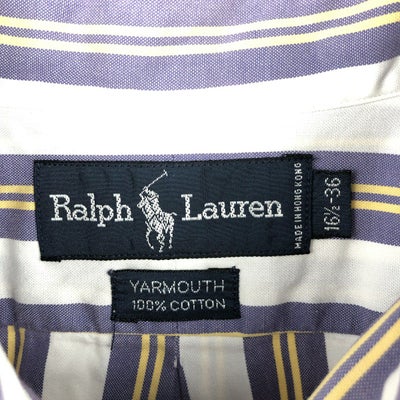 Ralph Lauren
MADE IN HONG KONG
16½-36
YARMOUTH
100% COTTON